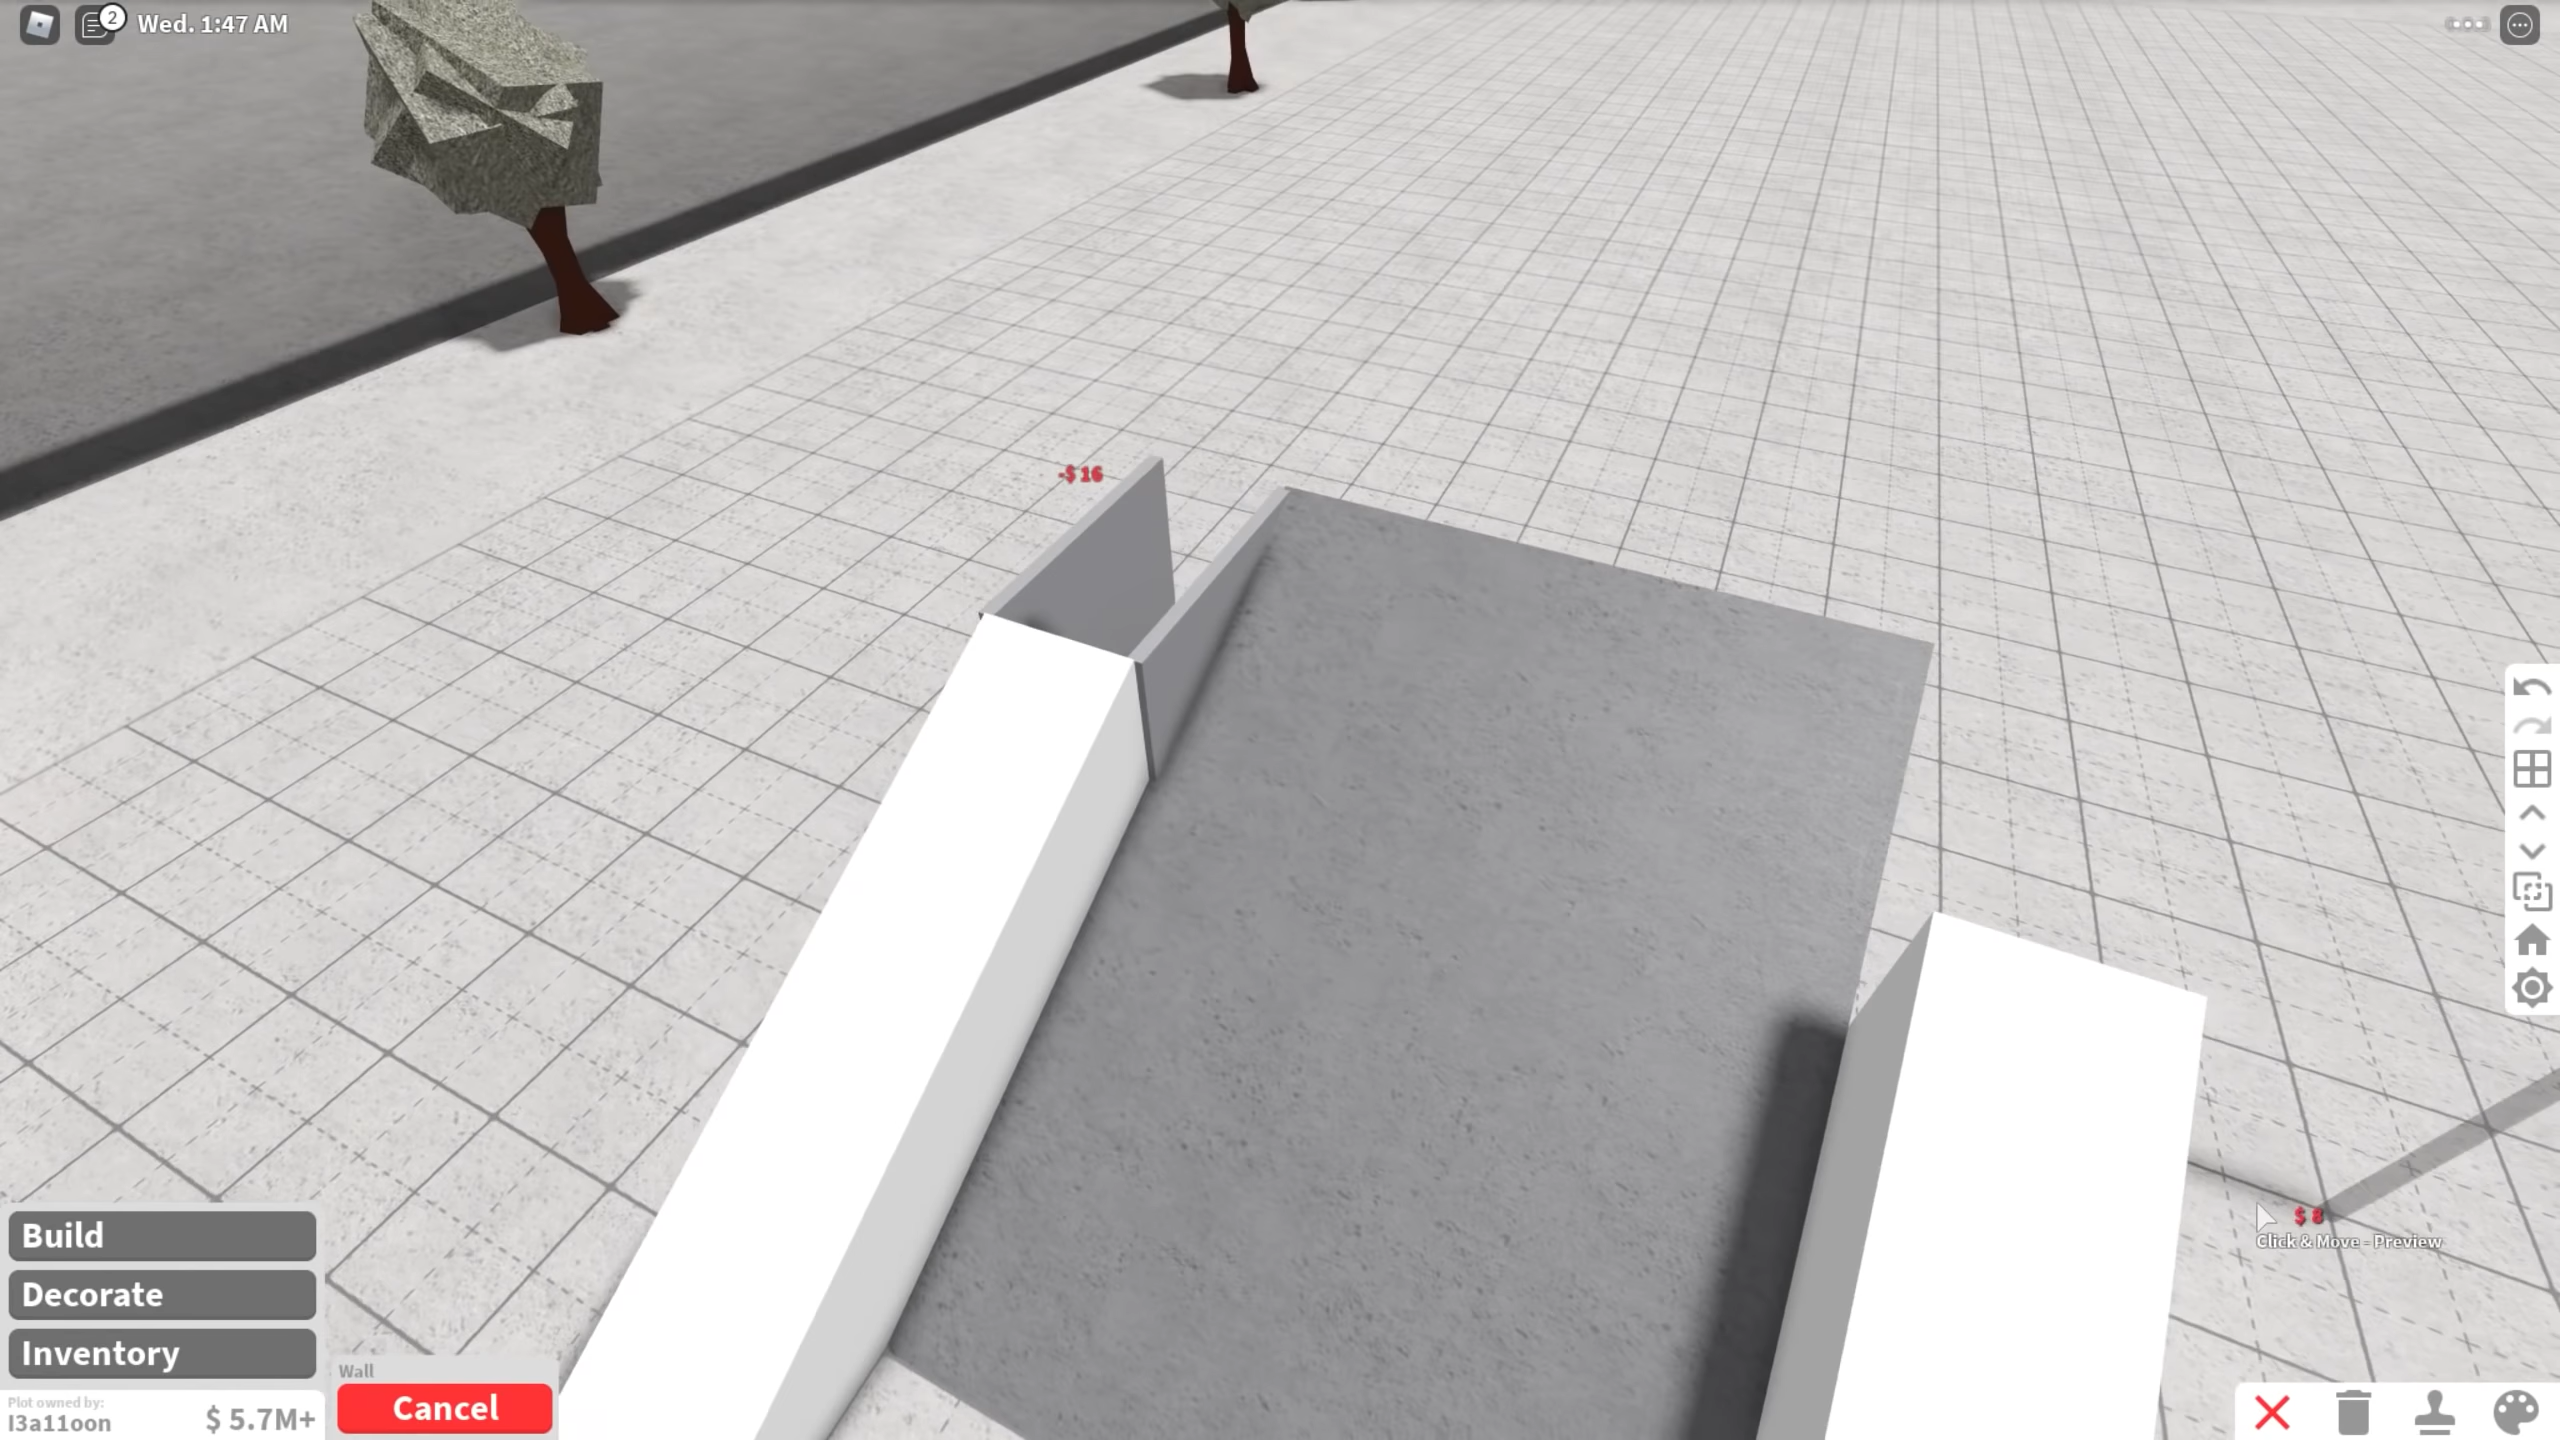 2
Wed. 1:47 AM
-$ 16
$ 8
Click & Move - Preview
Build
Decorate
Inventory
Wall
Cancel
Plot owned by:
l3a11oon
$ 5.7M+